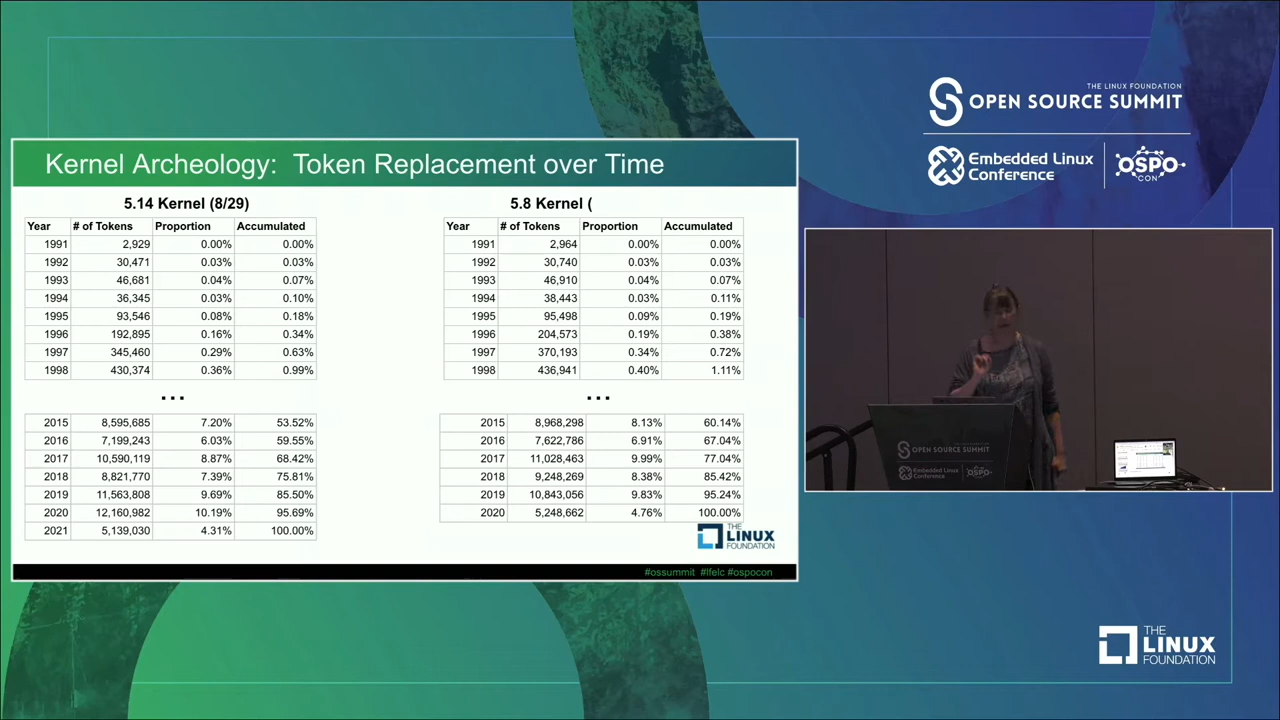 Kernel Archeology: Token Replacement over Time
5.14 Kernel (8/29)
Year # of Tokens Proportion Accumulated
1991 2,929 0.00% 0.00%
1992 30,471 0.03% 0.03%
1993 46,681 0.04% 0.07%
1994 36,345 0.03% 0.10%
1995 93,546 0.08% 0.18%
1996 192,895 0.16% 0.34%
1997 345,460 0.29% 0.63%
1998 430,374 0.36% 0.99%
...
2015 8,595,685 7.20% 53.52%
2016 7,199,243 6.03% 59.55%
2017 10,590,119 8.87% 68.42%
2018 8,821,770 7.39% 75.81%
2019 11,563,808 9.69% 85.50%
2020 12,160,982 10.19% 95.69%
2021 5,139,030 4.31% 100.00%
5.8 Kernel (
Year # of Tokens Proportion Accumulated
1991 2,964 0.00% 0.00%
1992 30,740 0.03% 0.03%
1993 46,910 0.04% 0.07%
1994 38,443 0.03% 0.11%
1995 95,498 0.09% 0.19%
1996 204,573 0.19% 0.38%
1997 370,193 0.34% 0.72%
1998 436,941 0.40% 1.11%
...
2015 8,968,298 8.13% 60.14%
2016 7,622,786 6.91% 67.04%
2017 11,028,463 9.99% 77.04%
2018 9,248,269 8.38% 85.42%
2019 10,843,056 9.83% 95.24%
2020 5,248,662 4.76% 100.00%
THE
LINUX
FOUNDATION
#ossummit #lfelc #ospocon
THE LINUX FOUNDATION
OPEN SOURCE SUMMIT
Embedded Linux
Conference
OSPO
CON
OPEN SOURCE SUMMIT
Embedded Linux
Conference
OSPO
CON
THE
LINUX
FOUNDATION